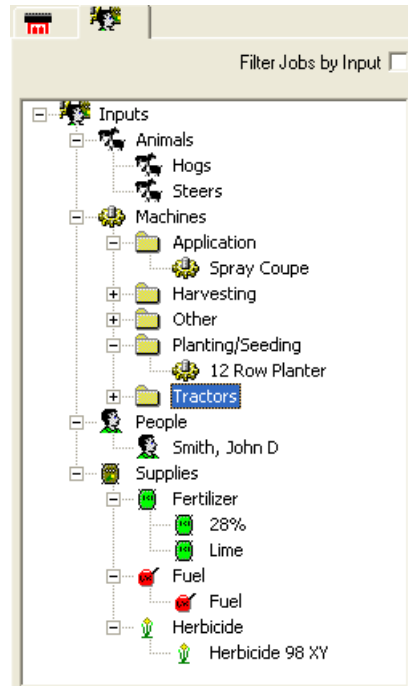 Filter Jobs by Input
Inputs
Animals
Hogs
Steers
Machines
Application
Spray Coupe
Harvesting
Other
Planting/Seeding
12 Row Planter
Tractors
People
Smith, John D
Supplies
Fertilizer
28%
Lime
Fuel
Fuel
Herbicide
Herbicide 98 XY